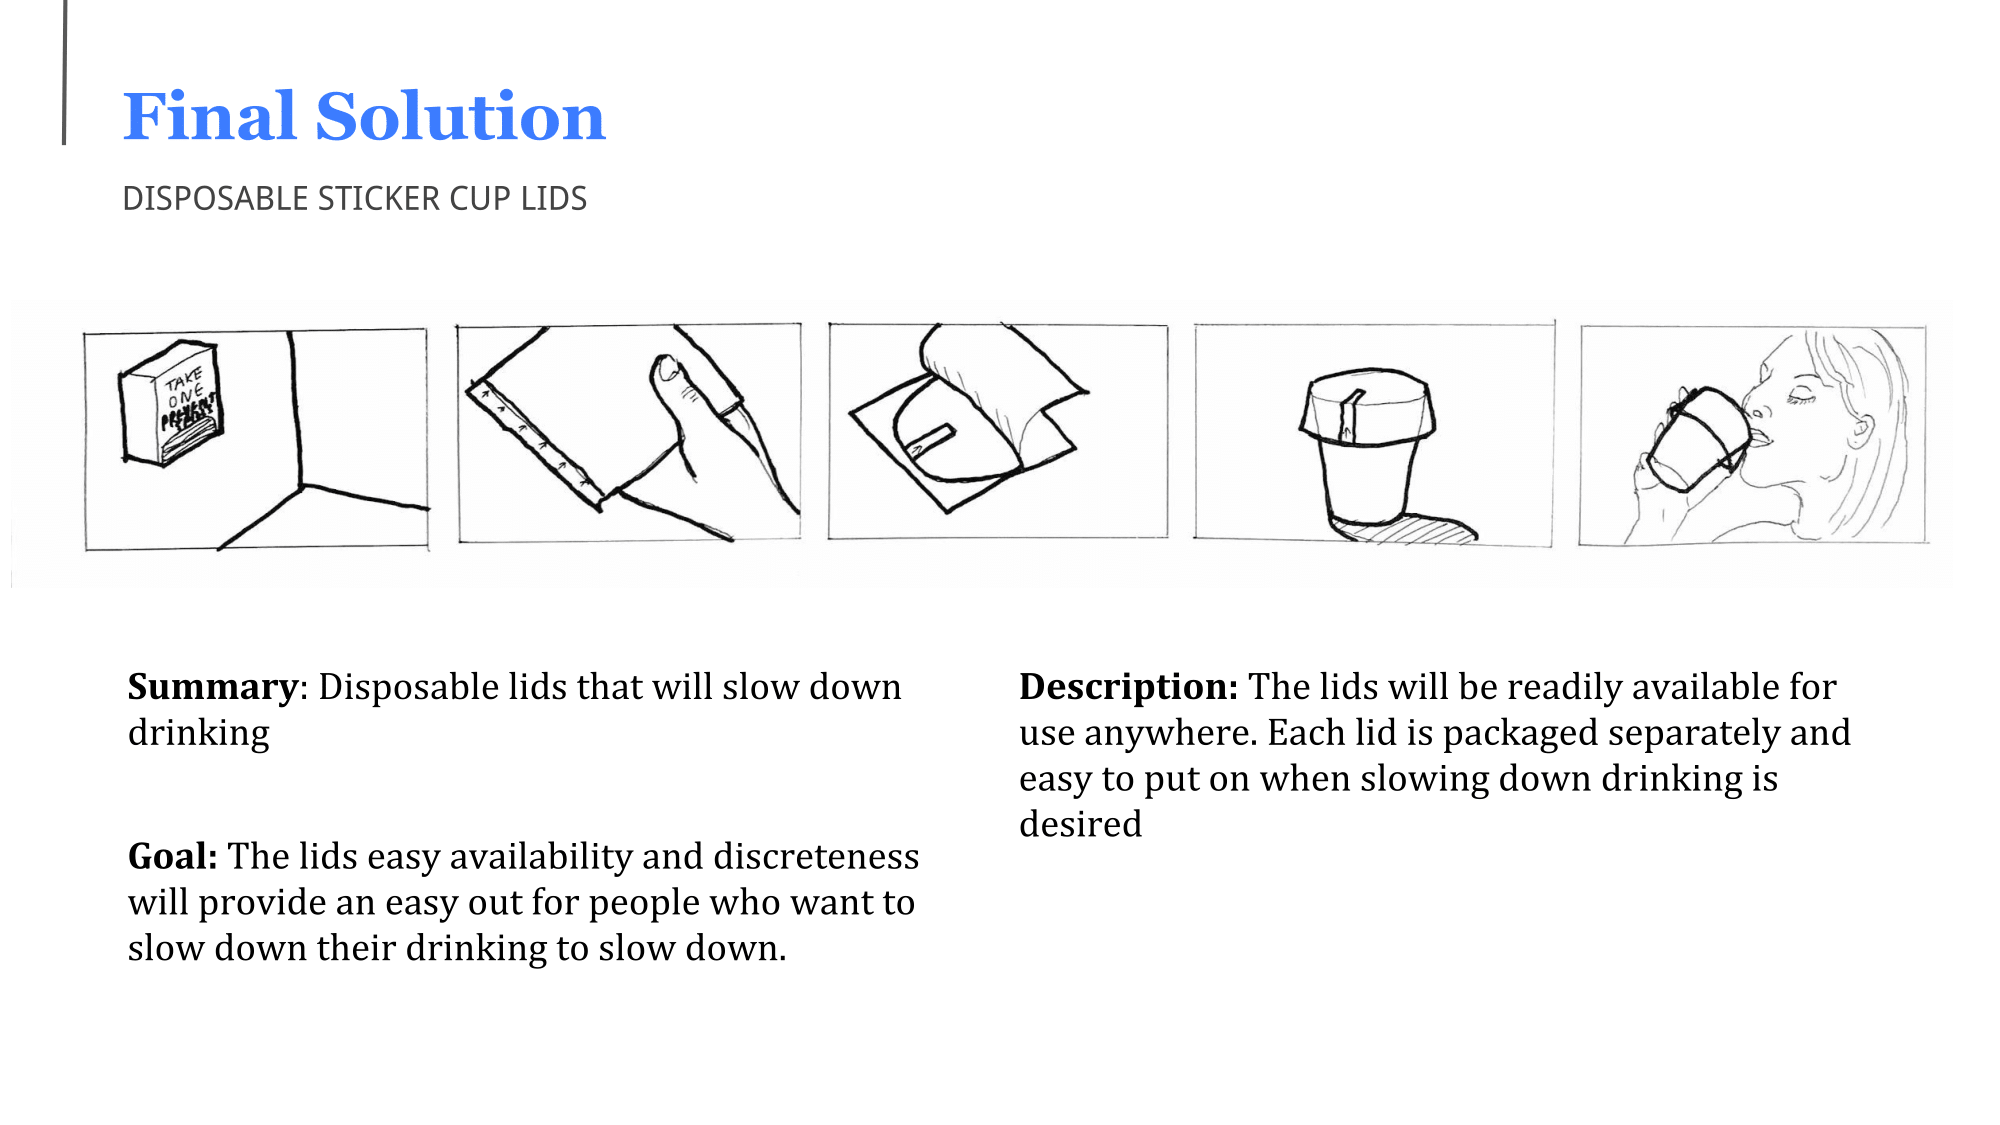 Final Solution
DISPOSABLE STICKER CUP LIDS
TAKE
ONE
Summary: Disposable lids that will slow down
drinking
Goal: The lids easy availability and discreteness
will provide an easy out for people who want to
slow down their drinking to slow down.
Description: The lids will be readily available for
use anywhere. Each lid is packaged separately and
easy to put on when slowing down drinking is
desired